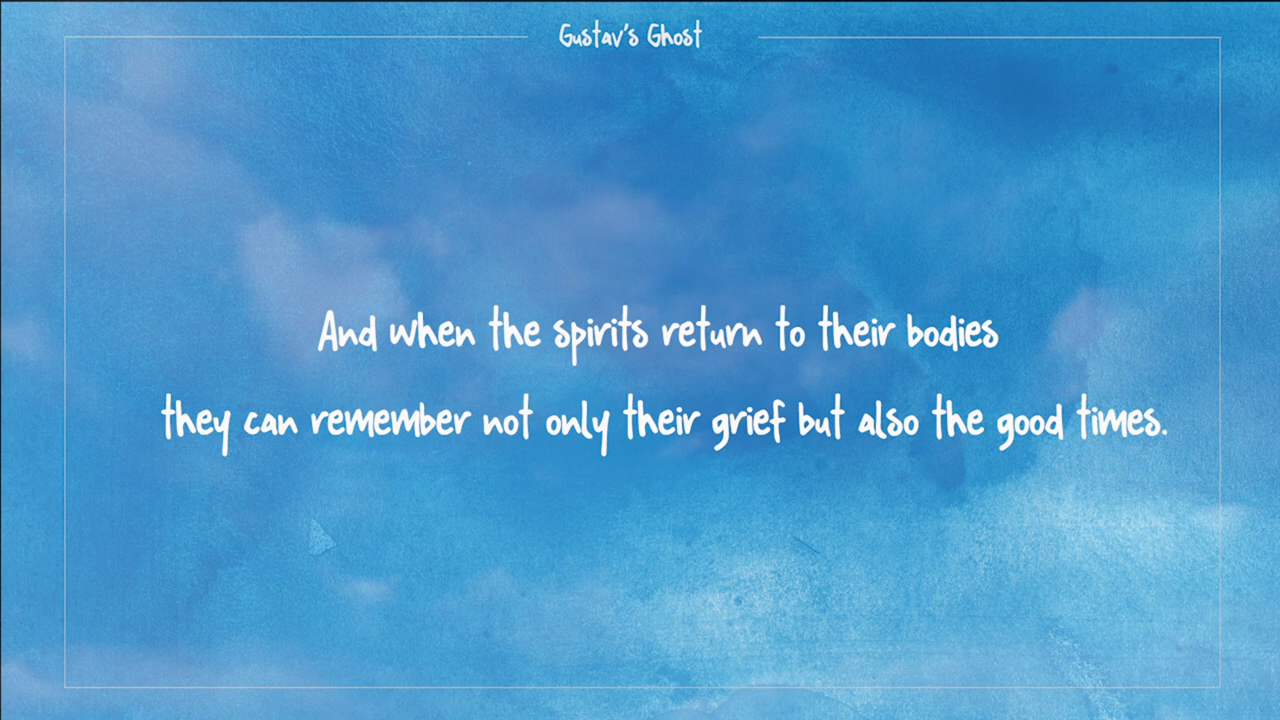 Gustav's Ghost
And when the spirits return to their bodies
they can remember not only their grief but also the good times.